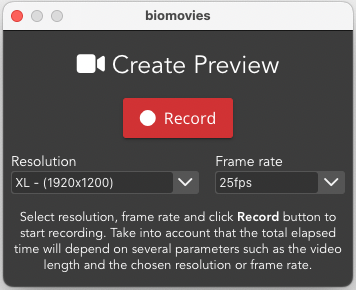 biomovies
Create Preview
Record
Resolution
Frame rate
XL - (1920x1200)
25fps
Select resolution, frame rate and click Record button to
start recording. Take into account that the total elapsed
time will depend on several parameters such as the video
length and the chosen resolution or frame rate.